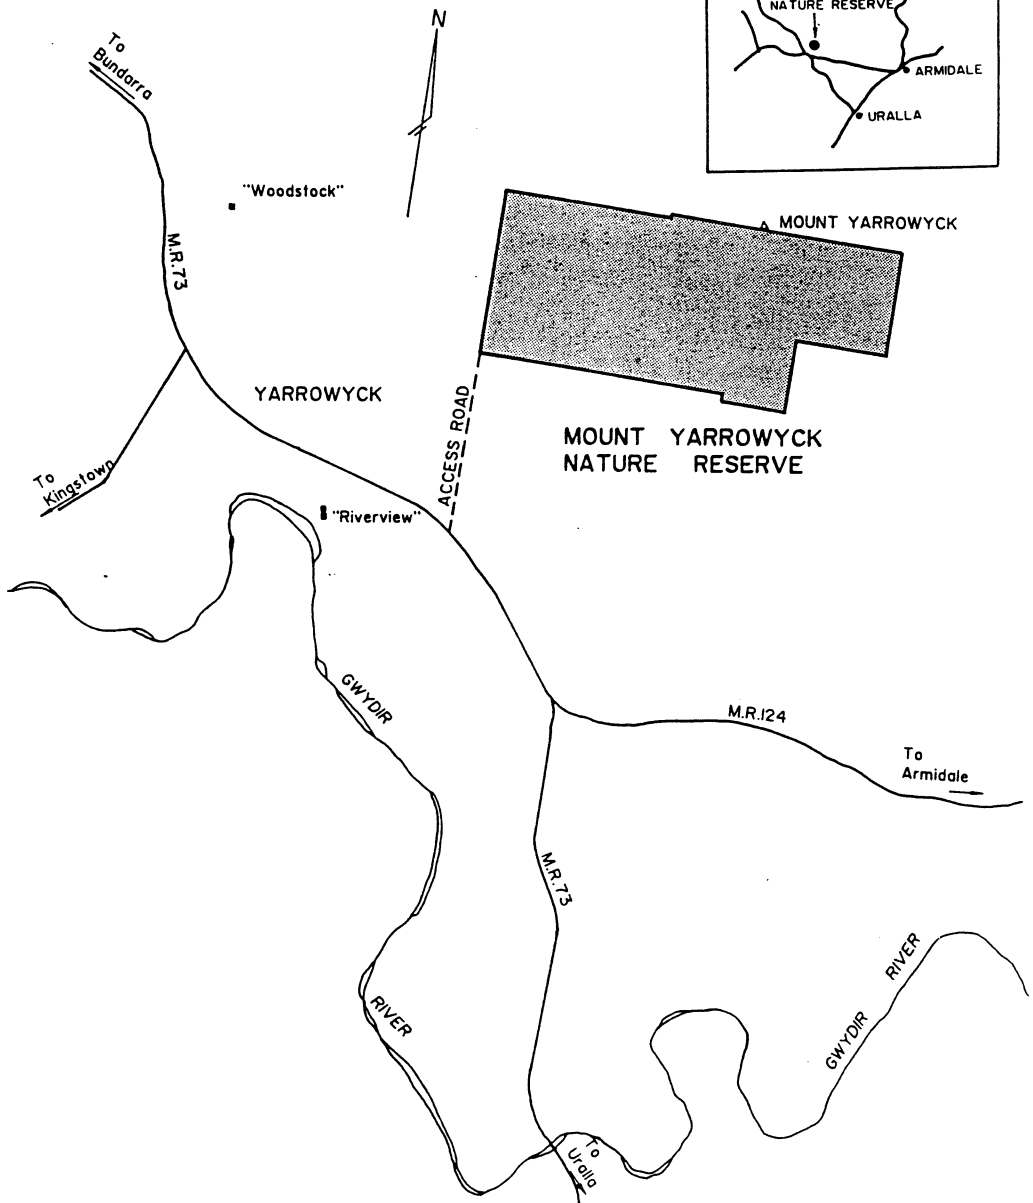 N
To
Bundarra
NATURE RESERVE
ARMIDALE
URALLA
"Woodstock"
MOUNT YARROWYCK
M.R.73
YARROWYCK
ACCESS ROAD
MOUNT YARROWYCK
NATURE RESERVE
To
Kingstown
"Riverview"
GWYDIR
M.R.124
To
Armidale
M.R.73
RIVER
RIVER
GWYDIR
To
Uralla